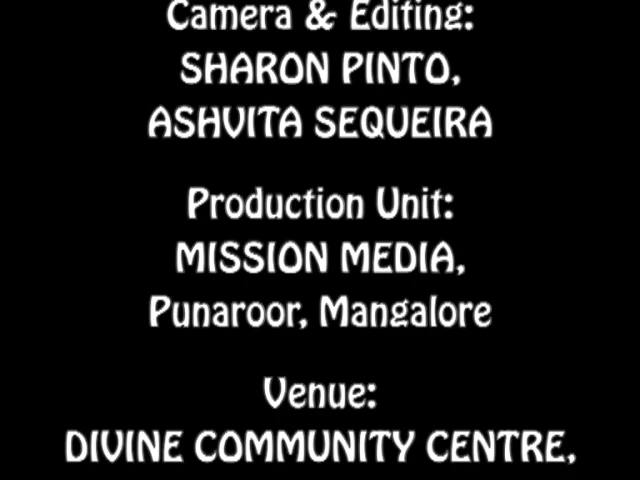 Camera & Editing:
SHARON PINTO,
ASHVITA SEQUEIRA
Production Unit:
MISSION MEDIA,
Punaroor, Mangalore
Venue:
DIVINE COMMUNITY CENTRE,